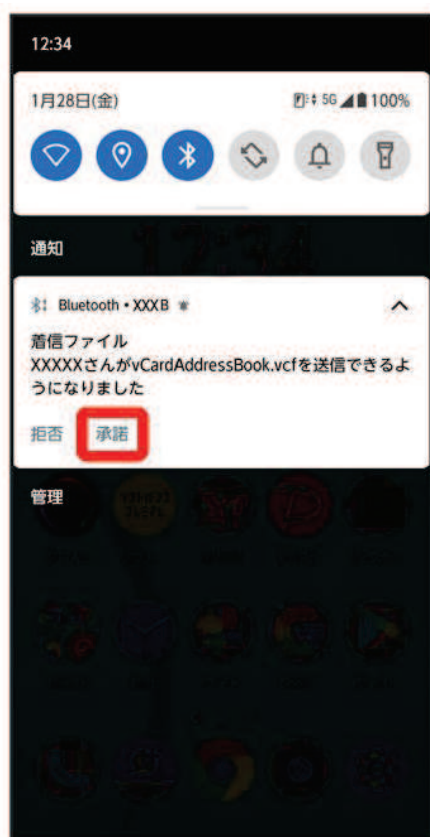 12:34
1月28日(金) 5G 100%
通知
Bluetooth • XXXB
着信ファイル
XXXXXさんがvCardAddressBook.vcfを送信できるよ
うになりました
拒否 承諾
管理